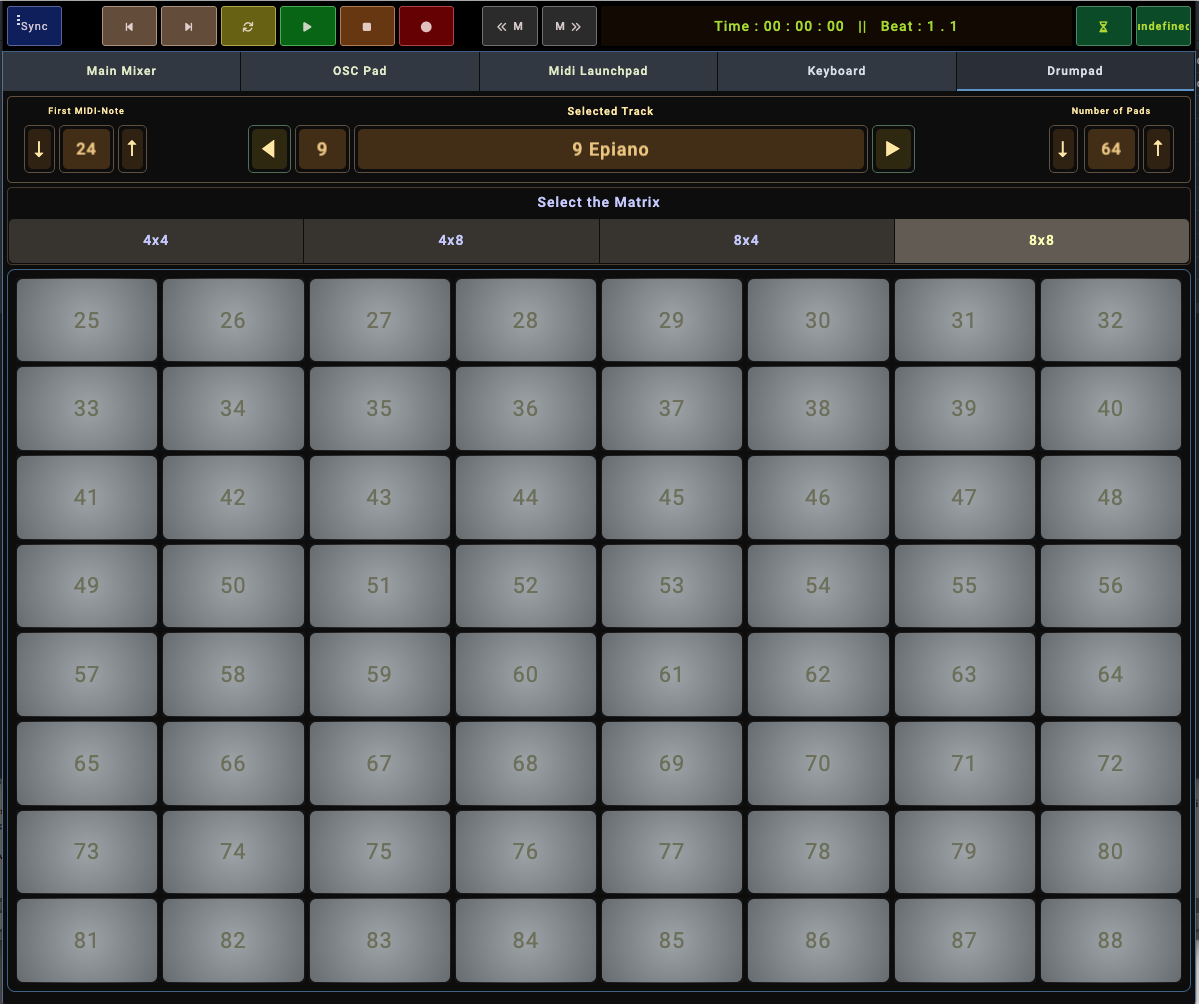 Sync « M M » Time : 00 : 00 : 00 || Beat : 1 . 1 undefined
Main Mixer OSC Pad Midi Launchpad Keyboard Drumpad
First MIDI-Note Selected Track Number of Pads
↓ 24 ↑ 9 9 Epiano ↓ 64 ↑
Select the Matrix
4x4 4x8 8x4 8x8
25 26 27 28 29 30 31 32
33 34 35 36 37 38 39 40
41 42 43 44 45 46 47 48
49 50 51 52 53 54 55 56
57 58 59 60 61 62 63 64
65 66 67 68 69 70 71 72
73 74 75 76 77 78 79 80
81 82 83 84 85 86 87 88